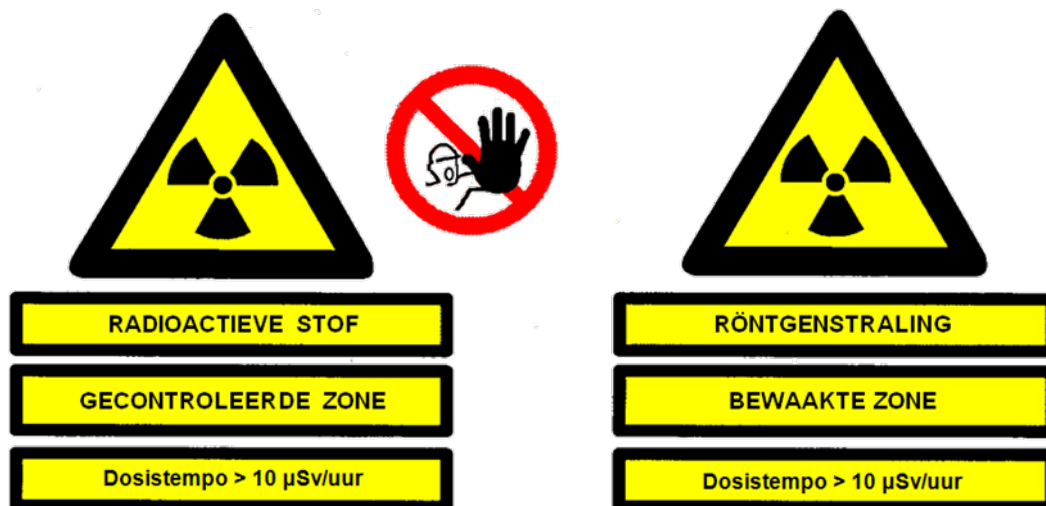 RADIOACTIEVE STOF
GECONTROLEERDE ZONE
Dosistempo > 10 µSv/uur
RÖNTGENSTRALING
BEWAAKTE ZONE
Dosistempo > 10 µSv/uur